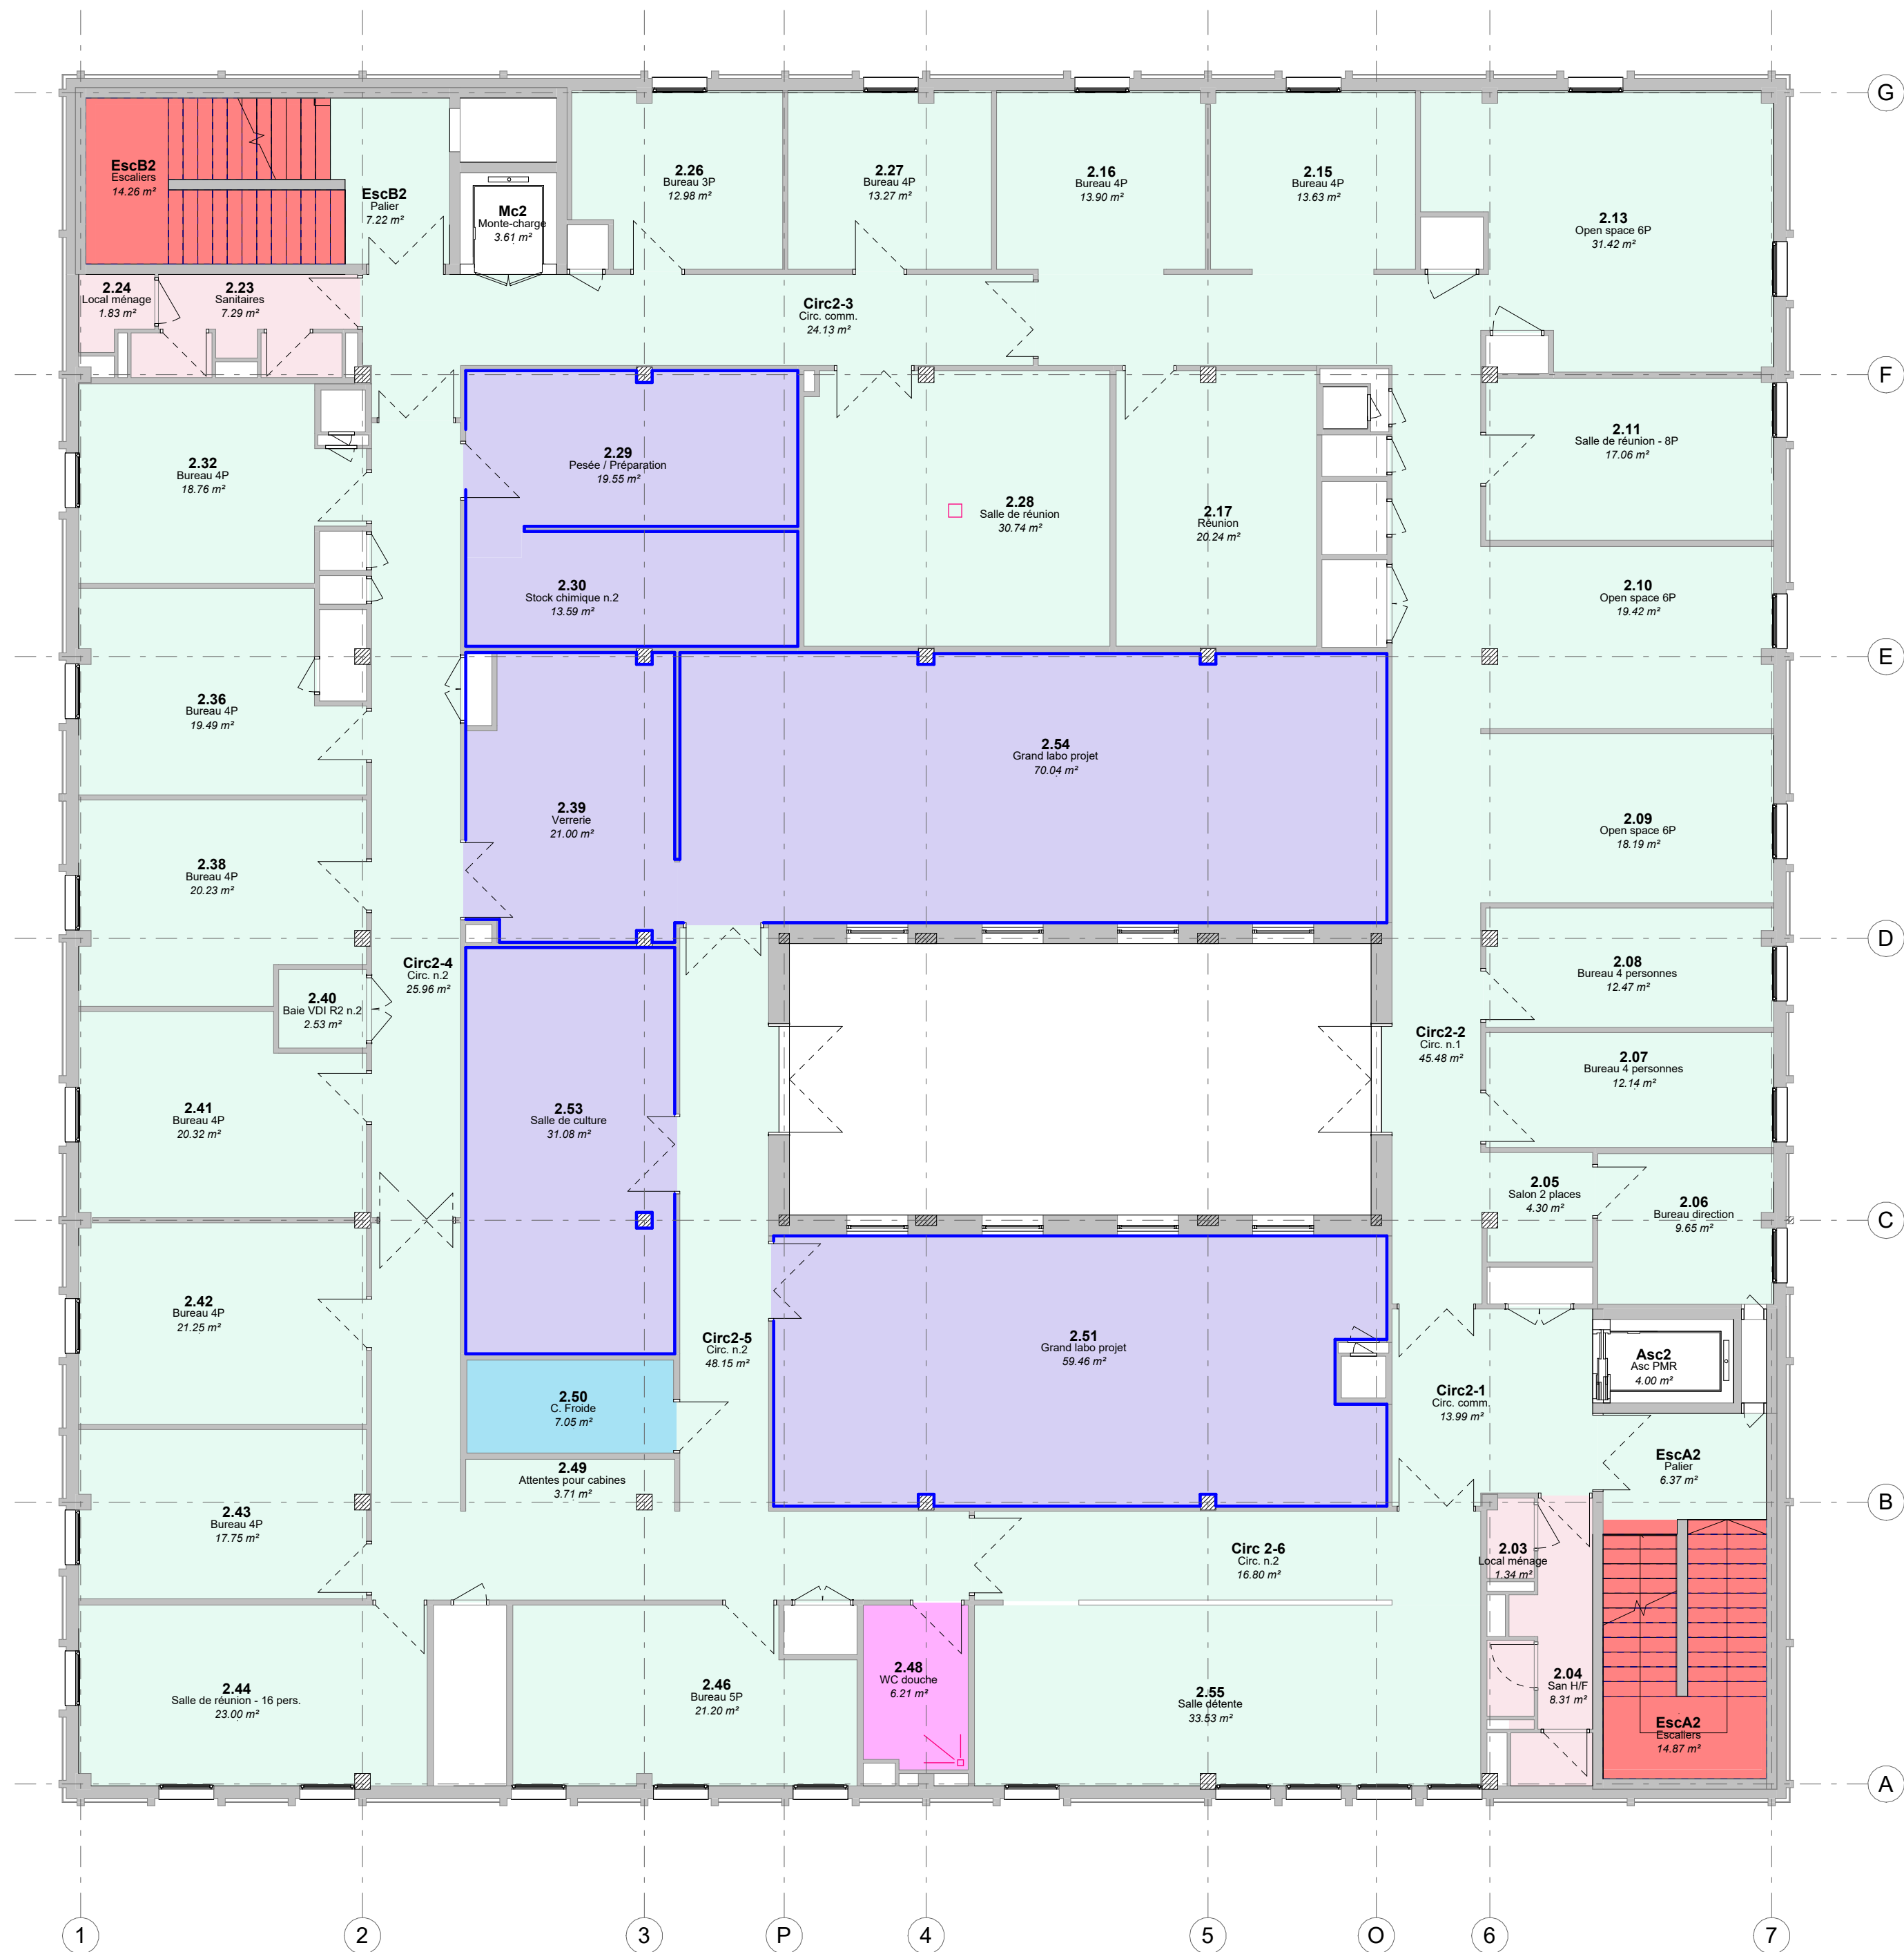 G
EscB2
Escaliers
14.26 m²
EscB2
Palier
7.22 m²
Mc2
Monte-charge
3.61 m²
2.26
Bureau 3P
12.98 m²
2.27
Bureau 4P
13.27 m²
2.16
Bureau 4P
13.90 m²
2.15
Bureau 4P
13.63 m²
2.13
Open space 6P
31.42 m²
2.24
Local ménage
1.83 m²
2.23
Sanitaires
7.29 m²
Circ2-3
Circ. comm.
24.13 m²
F
2.32
Bureau 4P
18.76 m²
2.29
Pesée / Préparation
19.55 m²
2.28
Salle de réunion
30.74 m²
2.17
Réunion
20.24 m²
2.11
Salle de réunion - 8P
17.06 m²
2.30
Stock chimique n.2
13.59 m²
2.10
Open space 6P
19.42 m²
E
2.36
Bureau 4P
19.49 m²
2.54
Grand labo projet
70.04 m²
2.39
Verrerie
21.00 m²
2.09
Open space 6P
18.19 m²
2.38
Bureau 4P
20.23 m²
D
Circ2-4
Circ. n.2
25.96 m²
2.40
Baie VDI R2 n.2
2.53 m²
2.08
Bureau 4 personnes
12.47 m²
Circ2-2
Circ. n.1
45.48 m²
2.07
Bureau 4 personnes
12.14 m²
2.41
Bureau 4P
20.32 m²
2.53
Salle de culture
31.08 m²
2.05
Salon 2 places
4.30 m²
2.06
Bureau direction
9.65 m²
C
2.42
Bureau 4P
21.25 m²
Circ2-5
Circ. n.2
48.15 m²
2.51
Grand labo projet
59.46 m²
Asc2
Asc PMR
4.00 m²
2.50
C. Froide
7.05 m²
Circ2-1
Circ. comm.
13.99 m²
2.49
Attentes pour cabines
3.71 m²
EscA2
Palier
6.37 m²
B
2.43
Bureau 4P
17.75 m²
Circ 2-6
Circ. n.2
16.80 m²
2.03
Local ménage
1.34 m²
2.44
Salle de réunion - 16 pers.
23.00 m²
2.46
Bureau 5P
21.20 m²
2.48
WC douche
6.21 m²
2.55
Salle détente
33.53 m²
2.04
San H/F
8.31 m²
EscA2
Escaliers
14.87 m²
A
1 2 3 P 4 5 O 6 7